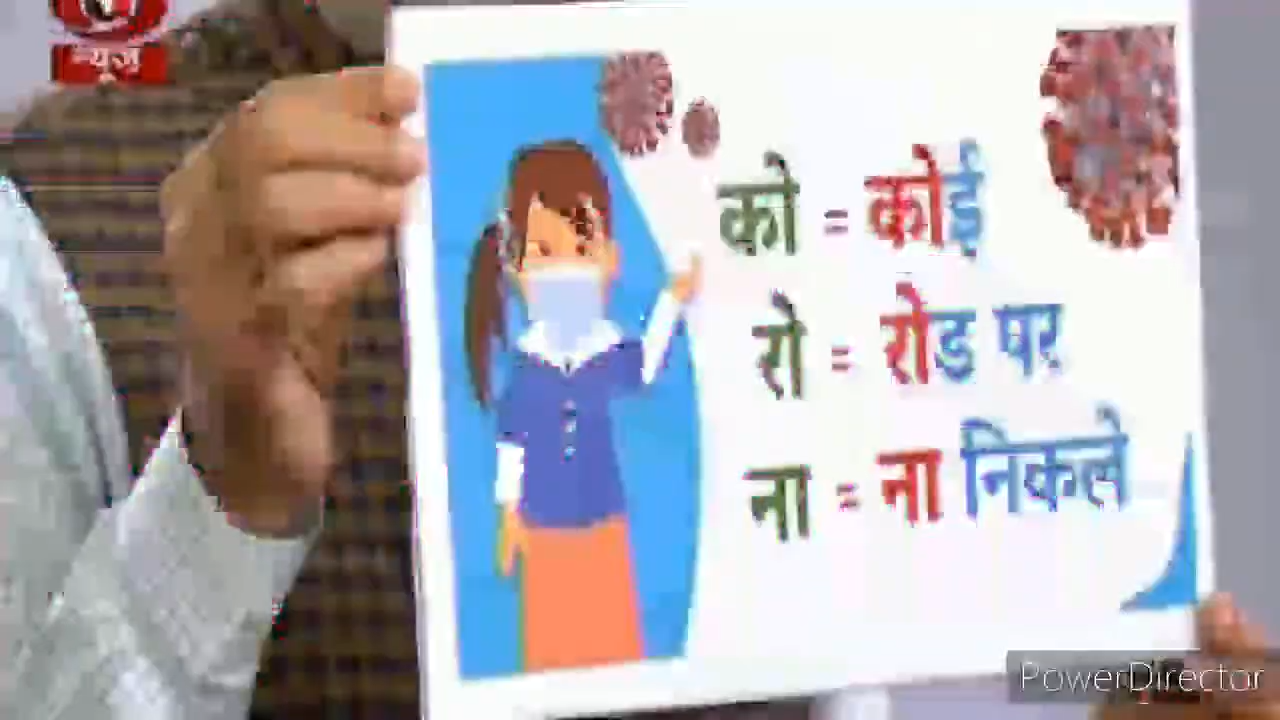 न्यूज़
को = कोई
रो = रोड पर
ना = ना निकले
PowerDirector